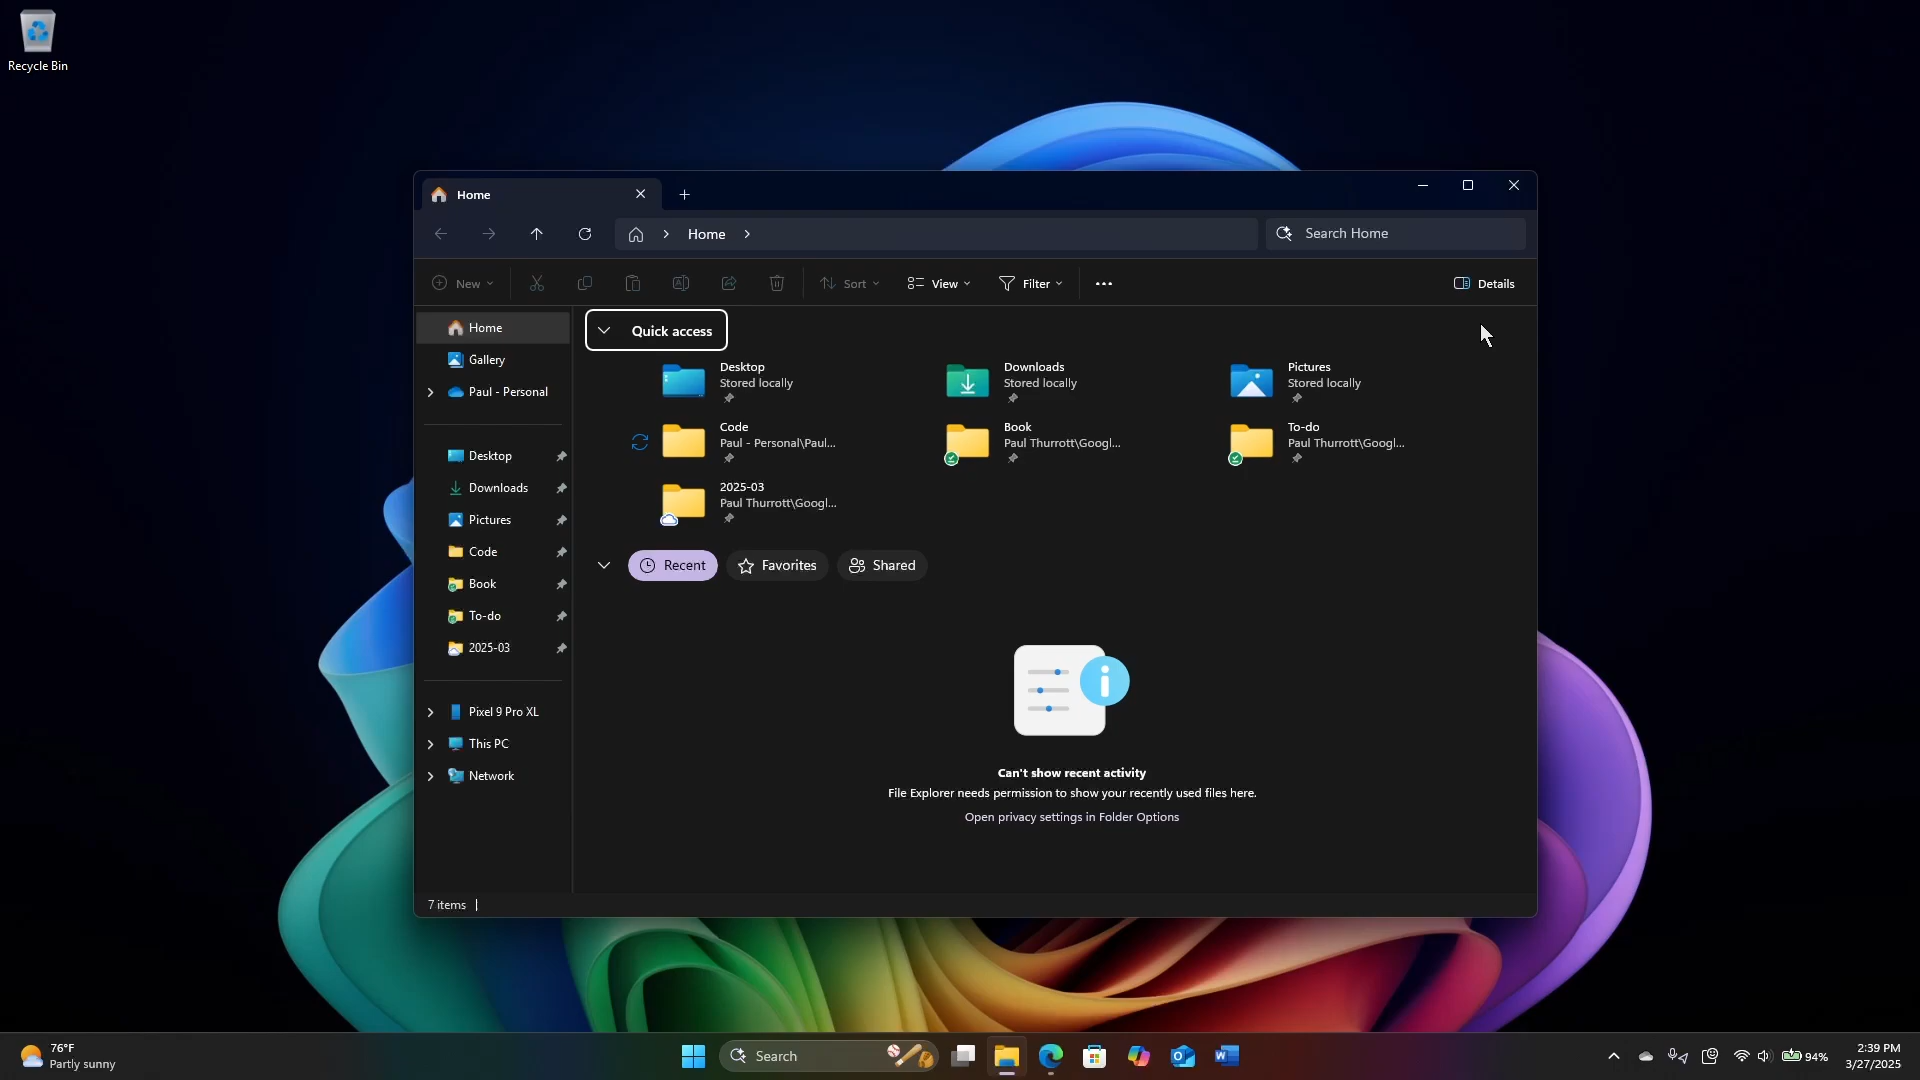 Recycle Bin
Home
Home
Search Home
New
Sort
View
Filter
Details
Home
Gallery
Paul - Personal
Desktop
Downloads
Pictures
Code
Book
To-do
2025-03
Pixel 9 Pro XL
This PC
Network
Quick access
Desktop
Stored locally
Downloads
Stored locally
Pictures
Stored locally
Code
Paul - Personal\Paul...
Book
Paul Thurrott\Googl...
To-do
Paul Thurrott\Googl...
2025-03
Paul Thurrott\Googl...
Recent
Favorites
Shared
Can't show recent activity
File Explorer needs permission to show your recently used files here.
Open privacy settings in Folder Options
7 items
76°F
Partly sunny
Search
94%
2:39 PM
3/27/2025